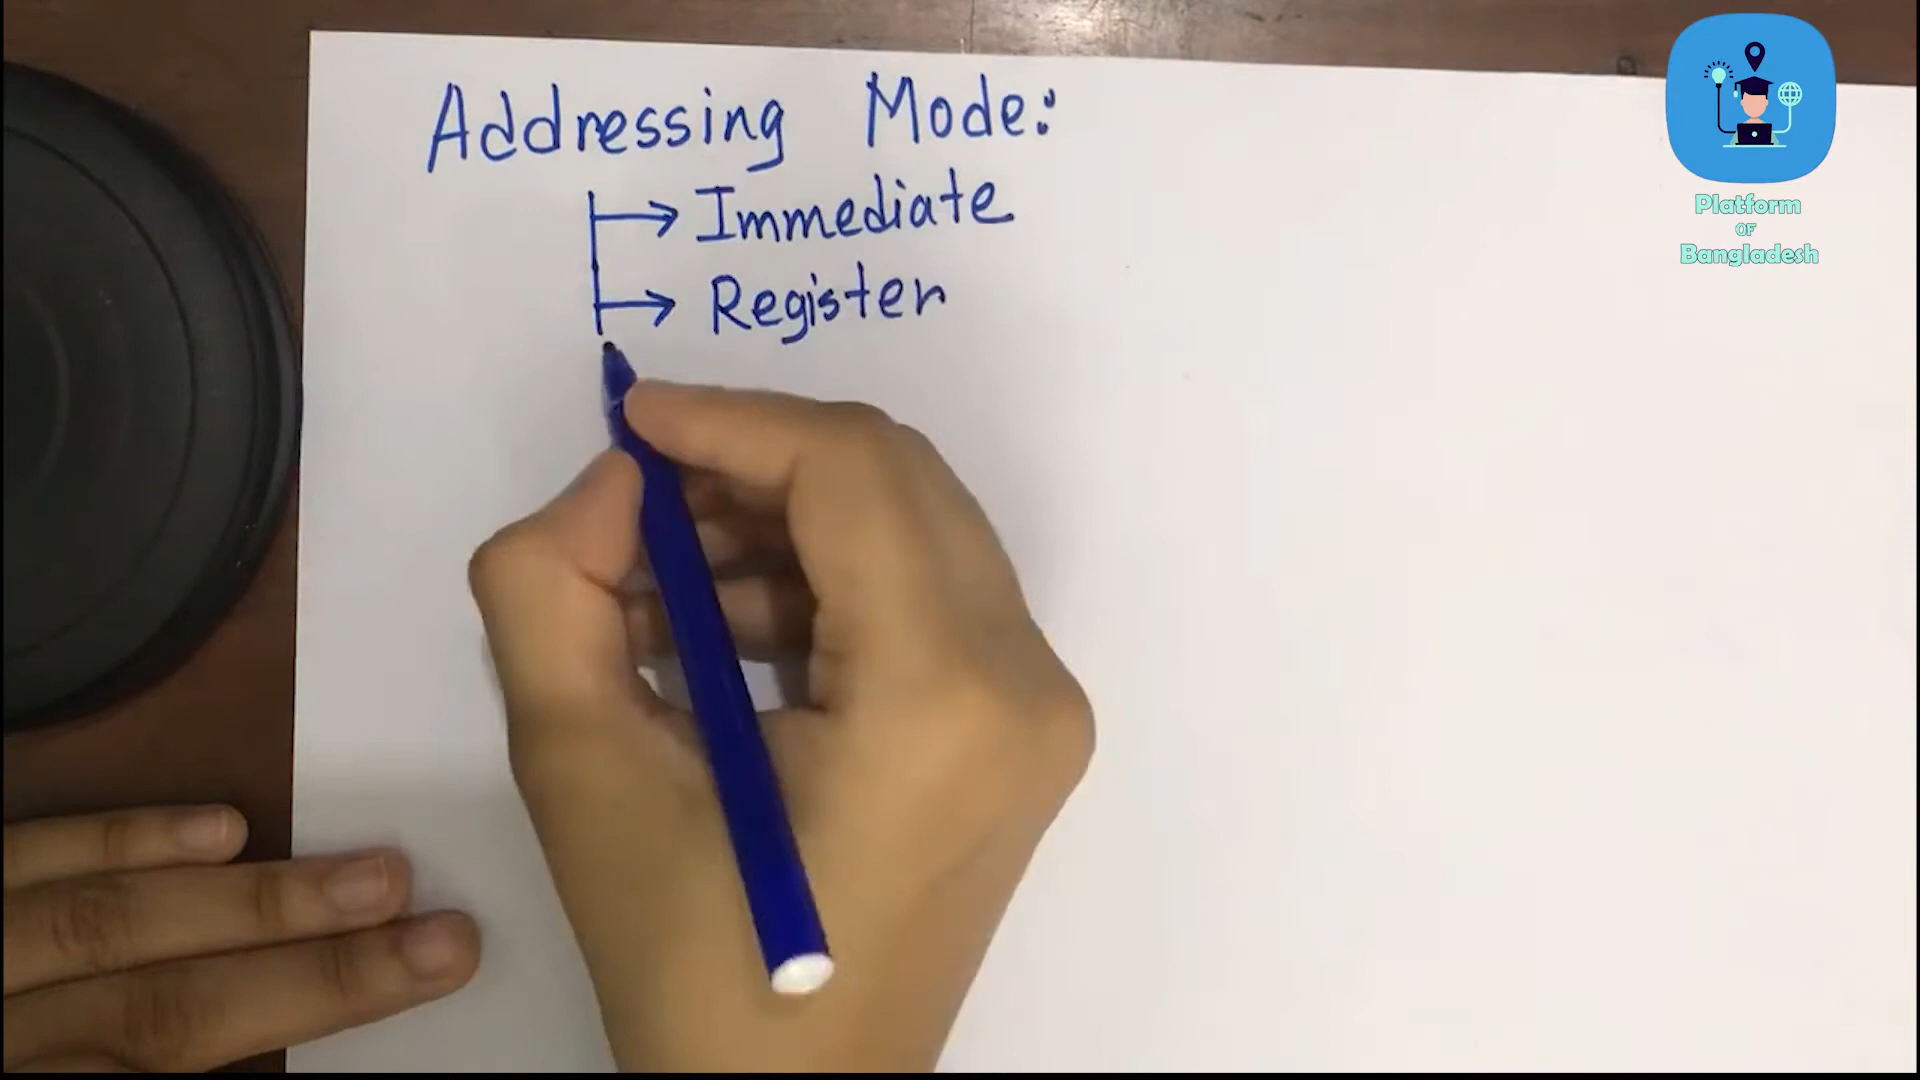 Addressing Mode:
Immediate
Register
Platform
OF
Bangladesh